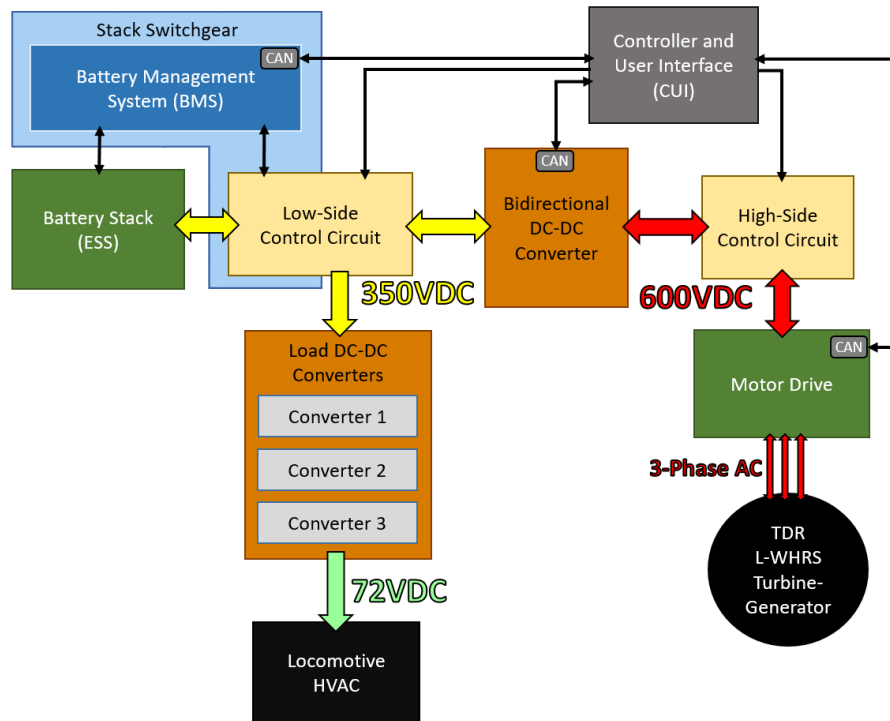 Stack Switchgear
CAN
Battery Management
System (BMS)
Controller and
User Interface
(CUI)
Battery Stack
(ESS)
Low-Side
Control Circuit
CAN
Bidirectional
DC-DC
Converter
High-Side
Control Circuit
350VDC
600VDC
Load DC-DC
Converters
Converter 1
Converter 2
Converter 3
CAN
Motor Drive
3-Phase AC
TDR
L-WHRS
Turbine-
Generator
72VDC
Locomotive
HVAC